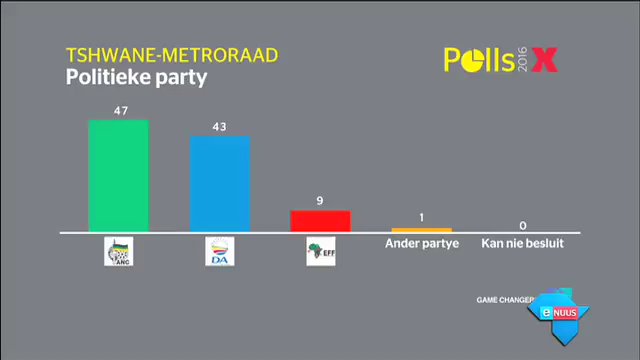 TSHWANE-METRORAAD
Politieke party
Polls 2016 X
47
43
9
1
0
ANC
DA
EFF
Ander partye
Kan nie besluit
GAME CHANGER
e NUUS